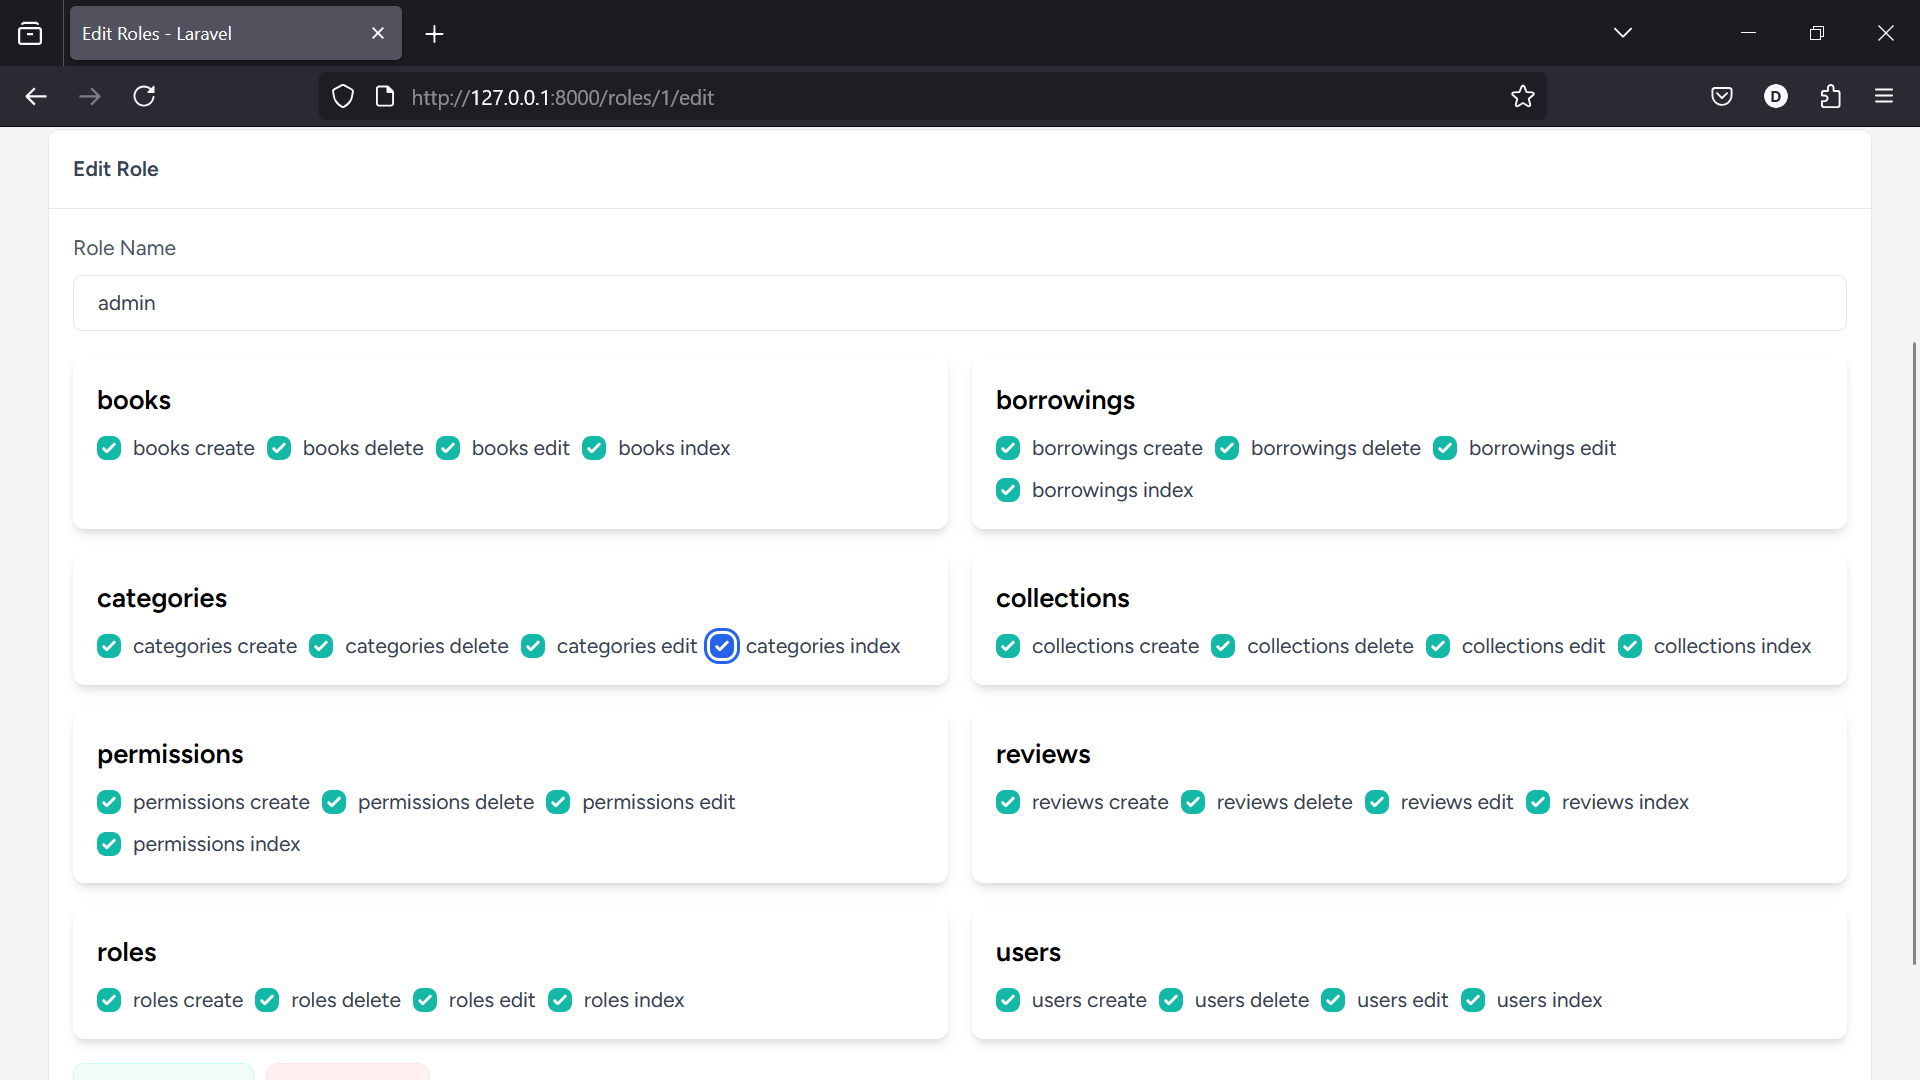 Edit Roles - Laravel
http://127.0.0.1:8000/roles/1/edit
D
Edit Role
Role Name
admin
books
books create books delete books edit books index
borrowings
borrowings create borrowings delete borrowings edit
borrowings index
categories
categories create categories delete categories edit categories index
collections
collections create collections delete collections edit collections index
permissions
permissions create permissions delete permissions edit
permissions index
reviews
reviews create reviews delete reviews edit reviews index
roles
roles create roles delete roles edit roles index
users
users create users delete users edit users index